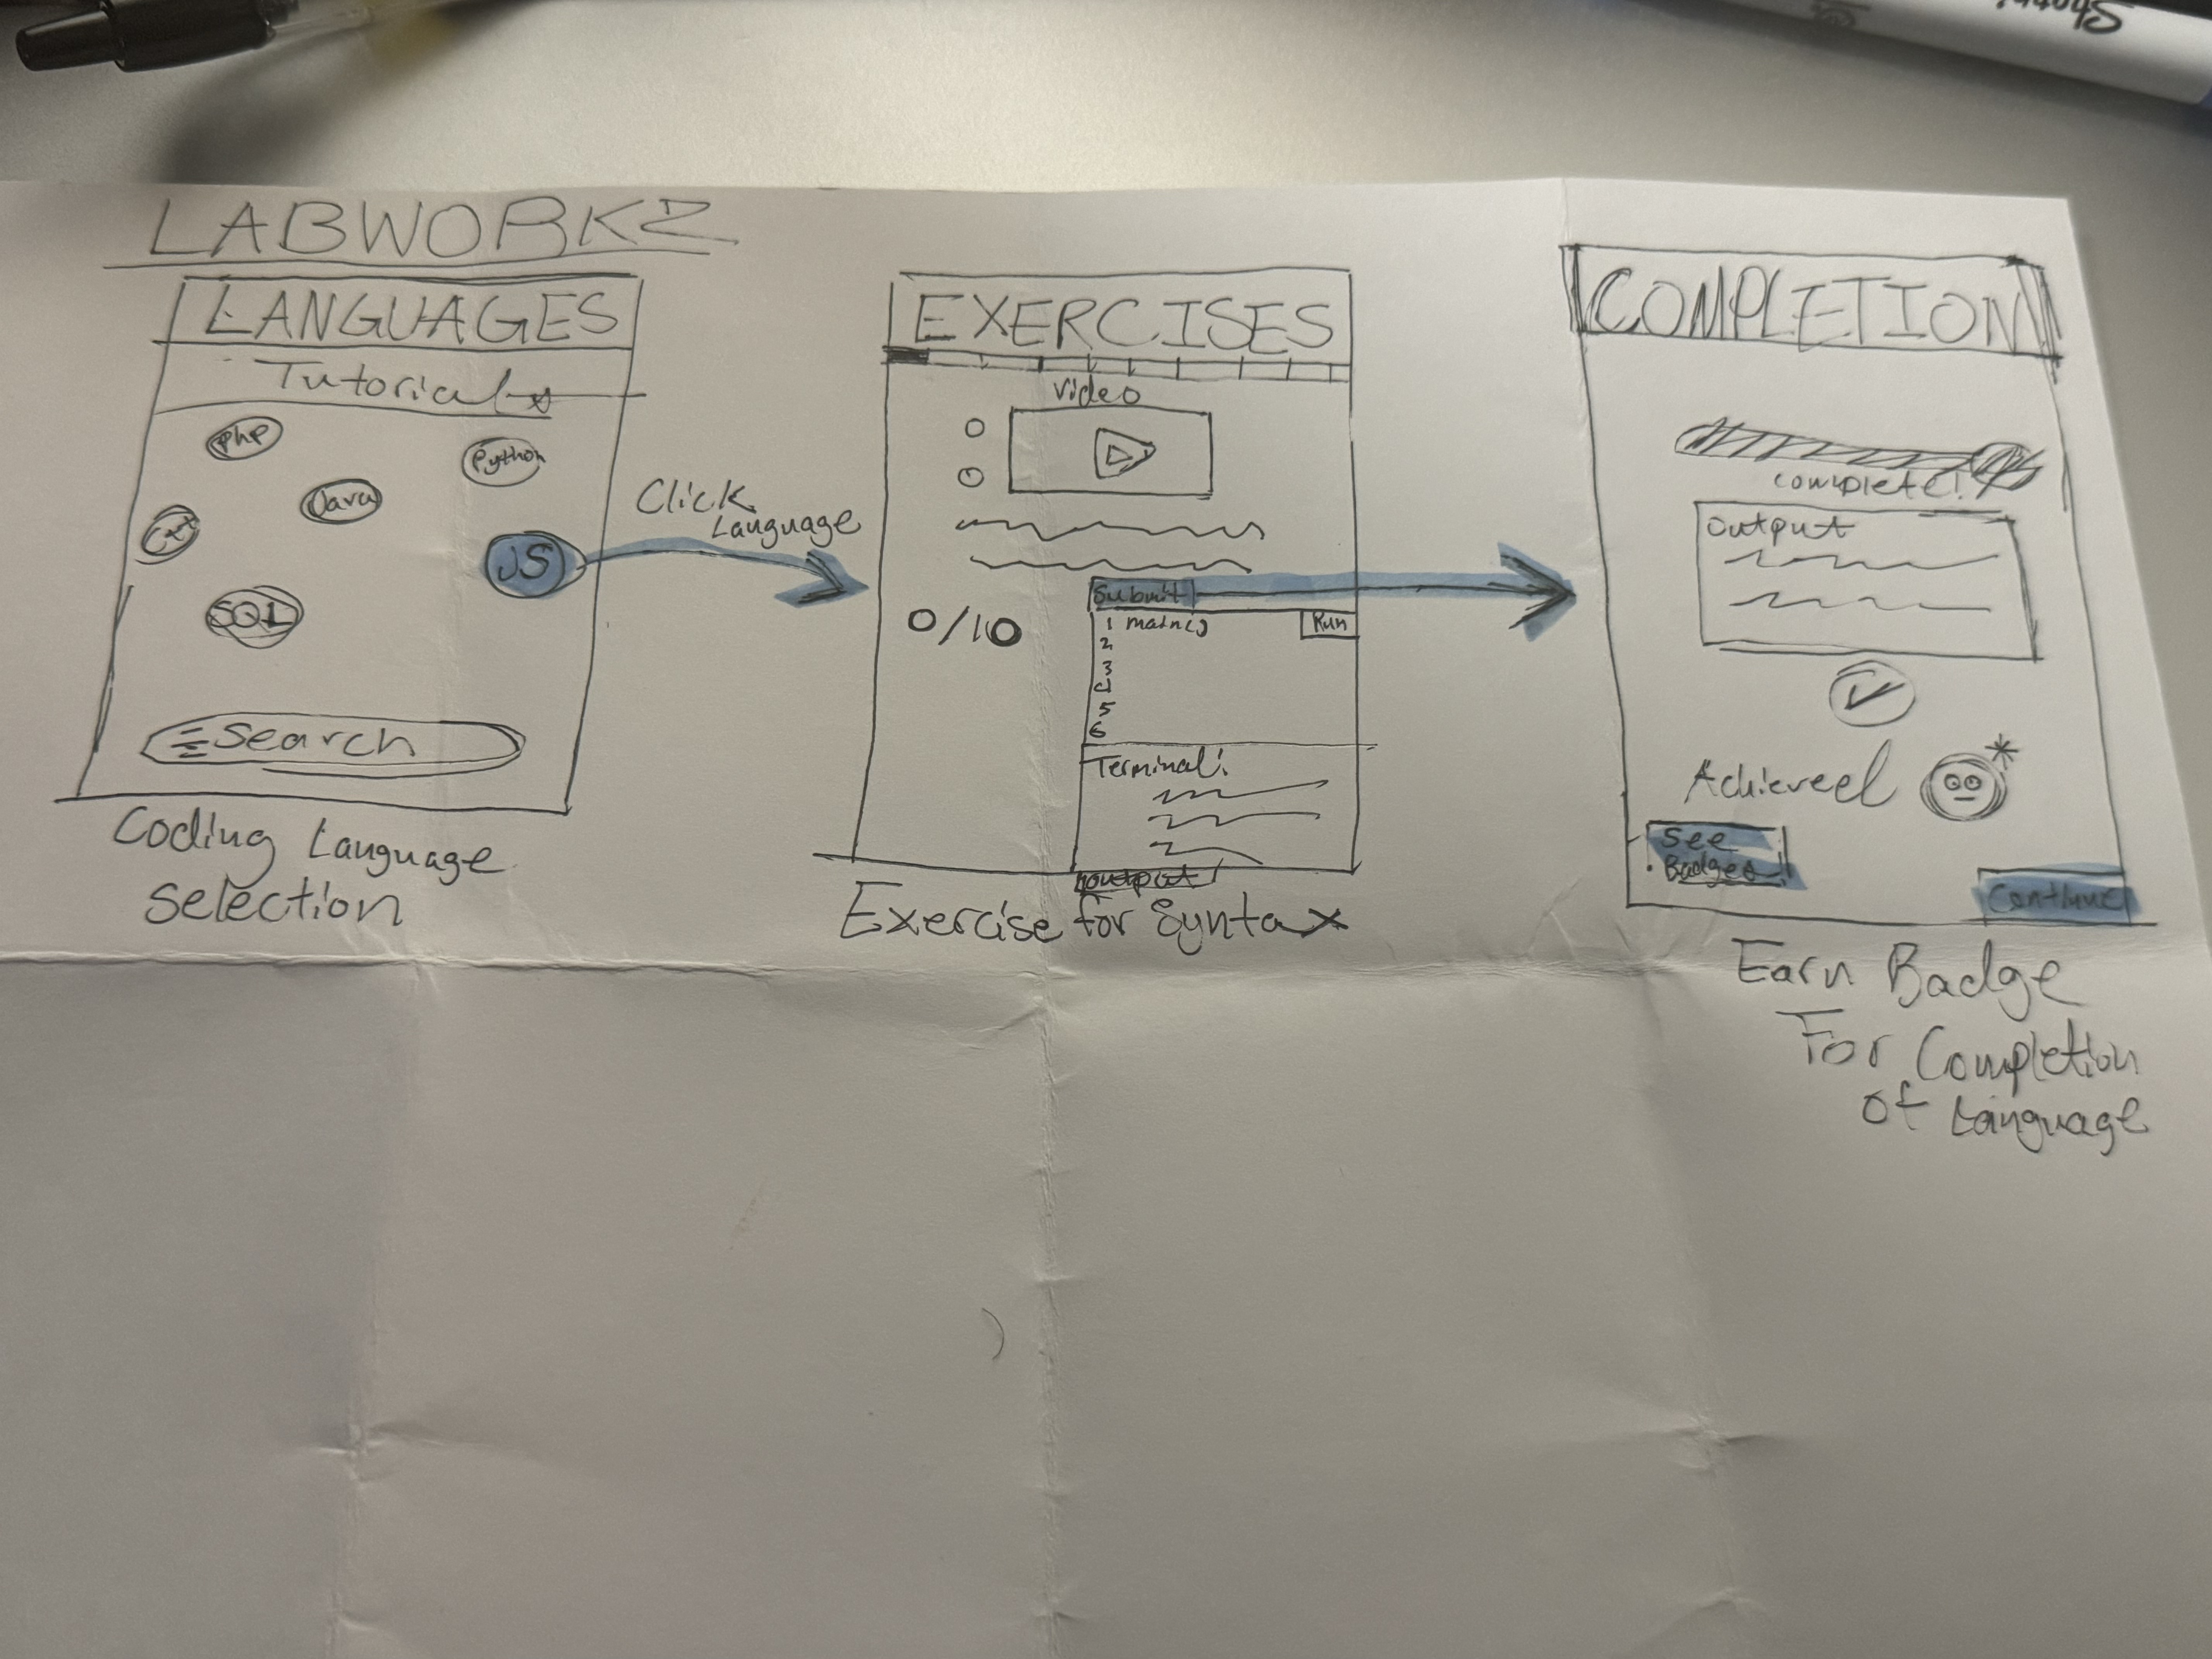 LABWORKZ
LANGUAGES
Tutorial
php
Python
Java
C++
JS
SQL
Search
Coding Language
Selection
Click
Language
EXERCISES
Video
Submit
0/10
1 main()
Run
2
3
4
5
6
Terminal:
output
Exercise for Syntax
COMPLETION
complete!
output
Achieved
See
Badges!
Continue
Earn Badge
For Completion
of Language